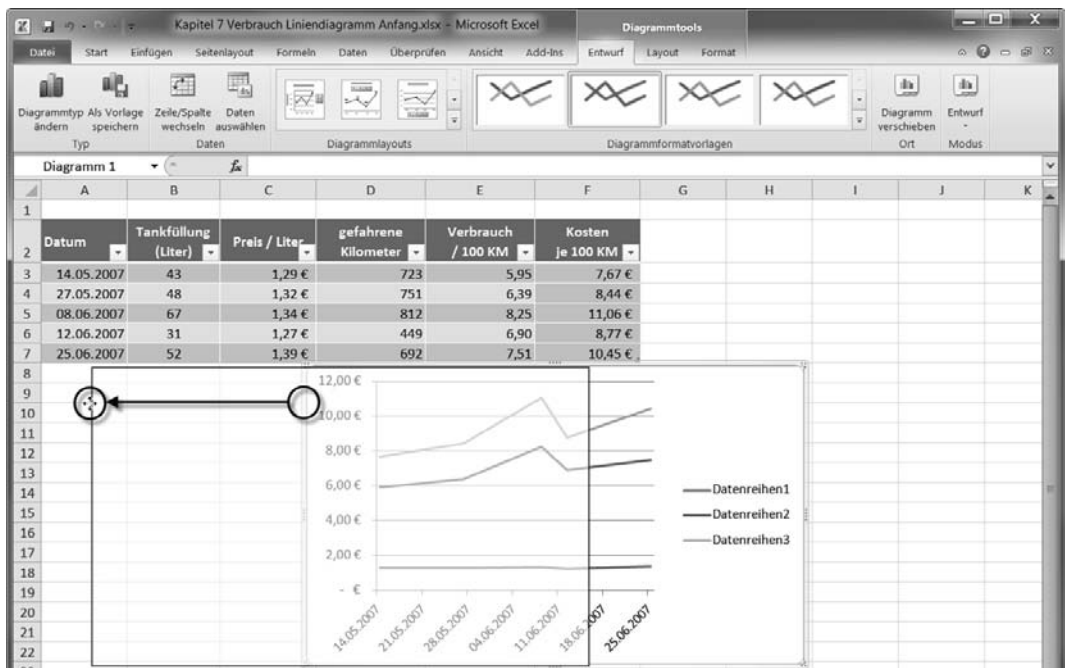 Kapitel 7 Verbrauch Liniendiagramm Anfang.xlsx - Microsoft Excel
Diagrammtools
Datei Start Einfügen Seitenlayout Formeln Daten Überprüfen Ansicht Add-Ins Entwurf Layout Format
Diagrammtyp ändern
Als Vorlage speichern
Zeile/Spalte wechseln
Daten auswählen
Diagramm verschieben
Entwurf
Typ Daten Diagrammlayouts Diagrammformatvorlagen Ort Modus
Diagramm 1 fx
A B C D E F G H I J K
1
2 Datum Tankfüllung (Liter) Preis / Liter gefahrene Kilometer Verbrauch / 100 KM Kosten je 100 KM
3 14.05.2007 43 1,29 € 723 5,95 7,67 €
4 27.05.2007 48 1,32 € 751 6,39 8,44 €
5 08.06.2007 67 1,34 € 812 8,25 11,06 €
6 12.06.2007 31 1,27 € 449 6,90 8,77 €
7 25.06.2007 52 1,39 € 692 7,51 10,45 €
8
9
10
11
12
13
14
15
16
17
18
19
20
21
22
12,00 €
10,00 €
8,00 €
6,00 €
4,00 €
2,00 €
- €
14.05.2007 21.05.2007 28.05.2007 04.06.2007 11.06.2007 18.06.2007 25.06.2007
Datenreihen1
Datenreihen2
Datenreihen3